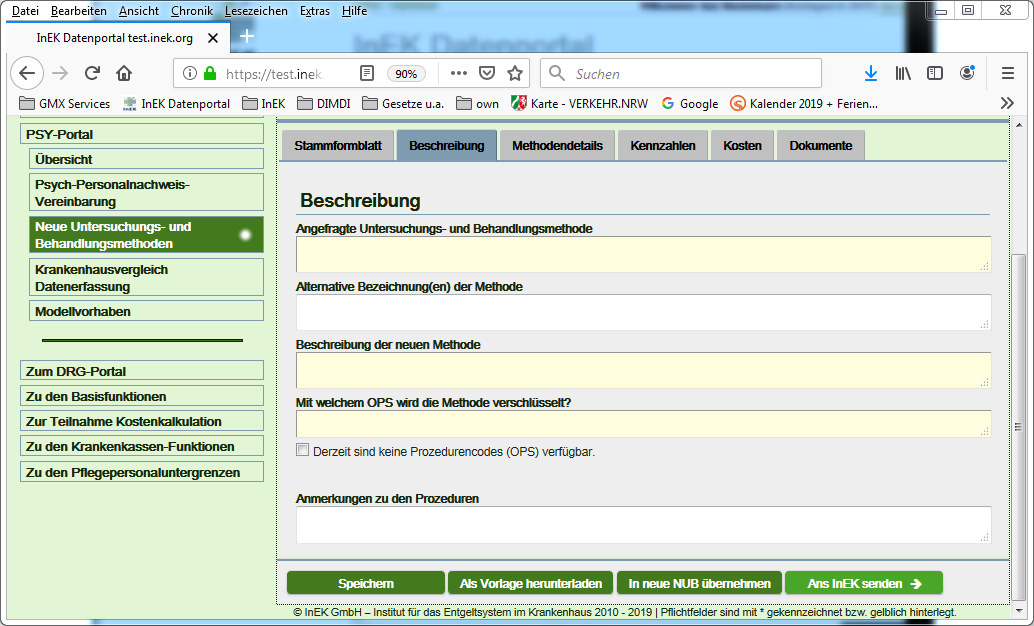 Datei Bearbeiten Ansicht Chronik Lesezeichen Extras Hilfe
InEK Datenportal
InEK Datenportal test.inek.org
https://test.inek
90%
Suchen
GMX Services InEK Datenportal InEK DIMDI Gesetze u.a. own Karte - VERKEHR.NRW Google Kalender 2019 + Ferien...
PSY-Portal
Übersicht
Psych-Personalnachweis-
Vereinbarung
Neue Untersuchungs- und
Behandlungsmethoden
Krankenhausvergleich
Datenerfassung
Modellvorhaben
Zum DRG-Portal
Zu den Basisfunktionen
Zur Teilnahme Kostenkalkulation
Zu den Krankenkassen-Funktionen
Zu den Pflegepersonaluntergrenzen
Stammformblatt Beschreibung Methodendetails Kennzahlen Kosten Dokumente
Beschreibung
Angefragte Untersuchungs- und Behandlungsmethode
Alternative Bezeichnung(en) der Methode
Beschreibung der neuen Methode
Mit welchem OPS wird die Methode verschlüsselt?
Derzeit sind keine Prozedurencodes (OPS) verfügbar.
Anmerkungen zu den Prozeduren
Speichern Als Vorlage herunterladen In neue NUB übernehmen Ans InEK senden
© InEK GmbH – Institut für das Entgeltsystem im Krankenhaus 2010 - 2019 | Pflichtfelder sind mit * gekennzeichnet bzw. gelblich hinterlegt.